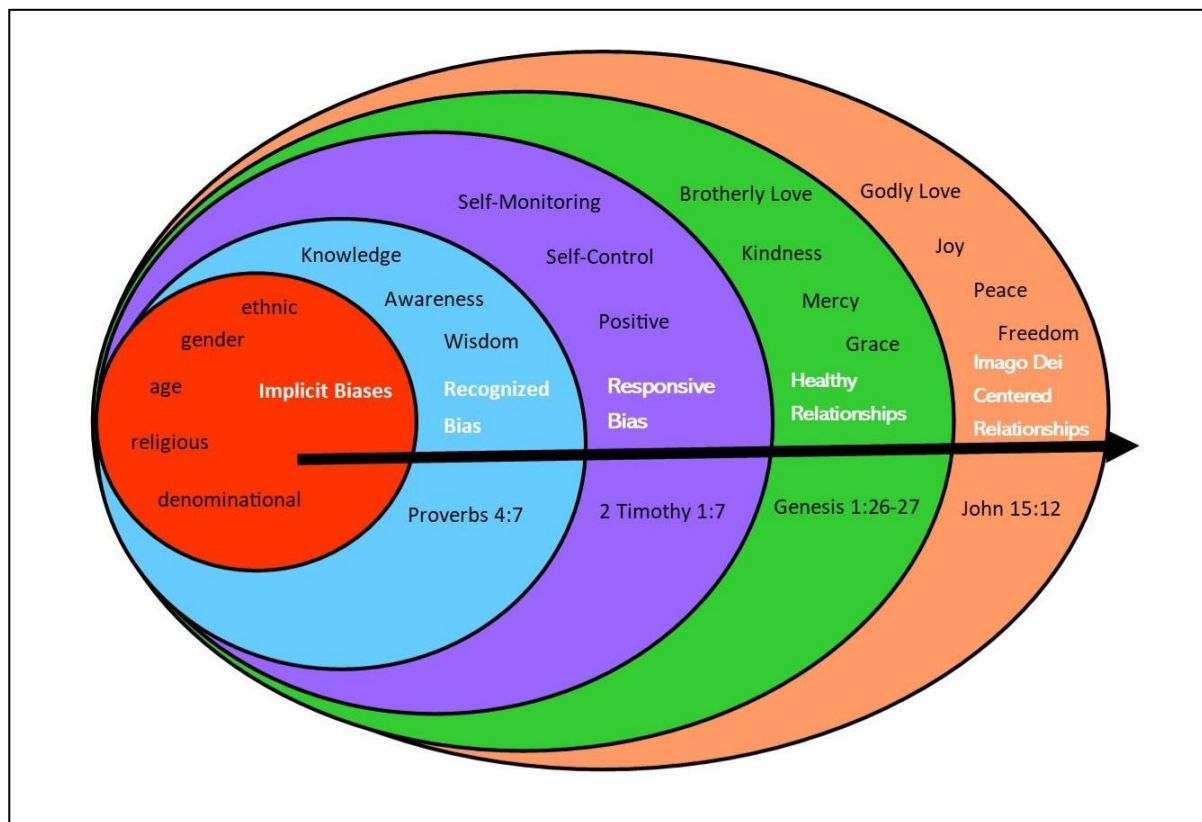 ethnic
gender
age
religious
denominational
Implicit Biases
Knowledge
Awareness
Wisdom
Recognized
Bias
Proverbs 4:7
Self-Monitoring
Self-Control
Positive
Responsive
Bias
2 Timothy 1:7
Brotherly Love
Kindness
Mercy
Grace
Healthy
Relationships
Genesis 1:26-27
Godly Love
Joy
Peace
Freedom
Imago Dei
Centered
Relationships
John 15:12